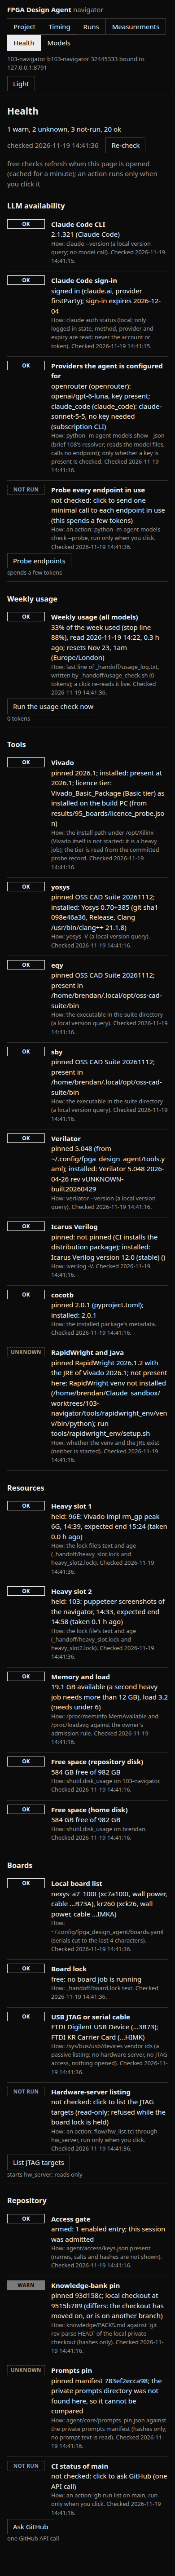 FPGA Design Agent navigator
Project
Timing
Runs
Measurements
Health
Models
103-navigator b103-navigator 32445333 bound to
127.0.0.1:8791
Light
Health
1 warn, 2 unknown, 3 not-run, 20 ok
checked 2026-11-19 14:41:36
Re-check
free checks refresh when this page is opened
(cached for a minute); an action runs only when
you click it
LLM availability
OK
Claude Code CLI
2.1.321 (Claude Code)
How: claude --version (a local version
query; no model call). Checked 2026-11-19
14:41:15.
OK
Claude Code sign-in
signed in (claude.ai, provider
firstParty); sign-in expires 2026-12-
04
How: claude auth status (local; only
logged-in state, method, provider and
expiry are read: never the account or
token). Checked 2026-11-19 14:41:15.
OK
Providers the agent is configured
for
openrouter (openrouter):
openai/gpt-6-luna, key present;
claude_code (claude_code): claude-
sonnet-5-5, no key needed
(subscription CLI)
How: python -m agent models show --json
(brief F08's resolver; reads the model files,
calls no endpoint); only whether a key is
present is checked. Checked 2026-11-19
14:41:16.
NOT RUN
Probe every endpoint in use
not checked: click to send one
minimal call to each endpoint in use
(this spends a few tokens)
How: an action: python -m agent models
check --probe, run only when you click.
Checked 2026-11-19 14:41:36.
Probe endpoints
spends a few tokens
Weekly usage
OK
Weekly usage (all models)
33% of the week used (stop line
88%), read 2026-11-19 14:22, 0.3 h
ago; resets Nov 23, 1am
(Europe/London)
How: last line of _handoff/usage_log.txt,
written by _handoff/usage_check.sh (0
tokens); a click re-reads it live. Checked
2026-11-19 14:41:36.
Run the usage check now
0 tokens
Tools
OK
Vivado
pinned 2026.1; installed: present at
2026.1; licence tier:
Vivado_Basic_Package (Basic tier) as
installed on the build PC (from
results/95_boards/licence_probe.jso
n)
How: the install path under /opt/Xilinx
(Vivado itself is not started: it is a heavy
job); the tier is read from the committed
probe record. Checked 2026-11-19
14:41:16.
OK
yosys
pinned OSS CAD Suite 20261112;
installed: Yosys 0.70+385 (git sha1
098e46a36, Release, Clang
/usr/bin/clang++ 21.1.8)
How: yosys -V (a local version query).
Checked 2026-11-19 14:41:16.
OK
eqy
pinned OSS CAD Suite 20261112;
present in
/home/brendan/.local/opt/oss-cad-
suite/bin
How: the executable in the suite directory
(a local version query). Checked 2026-11-19
14:41:16.
OK
sby
pinned OSS CAD Suite 20261112;
present in
/home/brendan/.local/opt/oss-cad-
suite/bin
How: the executable in the suite directory
(a local version query). Checked 2026-11-19
14:41:16.
OK
Verilator
pinned 5.048 (from
~/.config/fpga_design_agent/tools.y
aml); installed: Verilator 5.048 2026-
04-26 rev vUNKNOWN-
built20260429
How: verilator --version (a local version
query). Checked 2026-11-19 14:41:16.
OK
Icarus Verilog
pinned: not pinned (CI installs the
distribution package); installed:
Icarus Verilog version 12.0 (stable) ()
How: iverilog -V. Checked 2026-11-19
14:41:16.
OK
cocotb
pinned 2.0.1 (pyproject.toml);
installed: 2.0.1
How: the installed package's metadata.
Checked 2026-11-19 14:41:16.
UNKNOWN
RapidWright and Java
pinned RapidWright 2026.1.2 with
the JRE of Vivado 2026.1; not present
here: RapidWright venv not installed
(/home/brendan/Claude_sandbox/_
worktrees/103-
navigator/tools/rapidwright_env/ven
v/bin/python); run
tools/rapidwright_env/setup.sh
How: whether the venv and the JRE exist
(neither is started). Checked 2026-11-19
14:41:16.
Resources
OK
Heavy slot 1
held: 96E: Vivado impl rm_gp peak
6G, 14:39, expected end 15:24 (taken
0.0 h ago)
How: the lock file's text and age
(_handoff/heavy_slot.lock and
heavy_slot2.lock). Checked 2026-11-19
14:41:36.
OK
Heavy slot 2
held: 103: puppeteer screenshots of
the navigator, 14:33, expected end
14:58 (taken 0.1 h ago)
How: the lock file's text and age
(_handoff/heavy_slot.lock and
heavy_slot2.lock). Checked 2026-11-19
14:41:36.
OK
Memory and load
19.1 GB available (a second heavy
job needs more than 12 GB), load 3.2
(needs under 6)
How: /proc/meminfo MemAvailable and
/proc/loadavg against the owner's
admission rule. Checked 2026-11-19
14:41:16.
OK
Free space (repository disk)
584 GB free of 982 GB
How: shutil.disk_usage on 103-navigator.
Checked 2026-11-19 14:41:16.
OK
Free space (home disk)
584 GB free of 982 GB
How: shutil.disk_usage on brendan.
Checked 2026-11-19 14:41:16.
Boards
OK
Local board list
nexys_a7_100t (xc7a100t, wall power,
cable ...B73A), kr260 (xck26, wall
power, cable ...IMKA)
How:
~/.config/fpga_design_agent/boards.yaml
(serials cut to the last 4 characters).
Checked 2026-11-19 14:41:36.
OK
Board lock
free: no board job is running
How: _handoff/board.lock text. Checked
2026-11-19 14:41:36.
OK
USB JTAG or serial cable
FTDI Digilent USB Device (...3B73);
FTDI KR Carrier Card (...HIMK)
How: /sys/bus/usb/devices vendor ids (a
passive listing: no hardware server, no JTAG
access, nothing opened). Checked 2026-11-
19 14:41:36.
NOT RUN
Hardware-server listing
not checked: click to list the JTAG
targets (read-only; refused while the
board lock is held)
How: an action: flow/hw_list.tcl through
hw_server, run only when you click.
Checked 2026-11-19 14:41:36.
List JTAG targets
starts hw_server; reads only
Repository
OK
Access gate
armed: 1 enabled entry; this session
was admitted
How: agent/access/keys.json present
(names, salts and hashes are not shown).
Checked 2026-11-19 14:41:36.
WARN
Knowledge-bank pin
pinned 93d158c; local checkout at
9515b789 (differs: the checkout has
moved on, or is on another branch)
How: knowledge/PACKS.md against `git
rev-parse HEAD` of the local private
checkout (hashes only). Checked 2026-11-
19 14:41:16.
UNKNOWN
Prompts pin
pinned manifest 783ef2ecca98; the
private prompts directory was not
found here, so it cannot be
compared
How: agent/core/prompts_pin.json against
the private prompts manifest (hashes only;
no prompt text is read). Checked 2026-11-
19 14:41:16.
NOT RUN
CI status of main
not checked: click to ask GitHub (one
API call)
How: an action: gh run list on main, run
only when you click. Checked 2026-11-19
14:41:16.
Ask GitHub
one GitHub API call